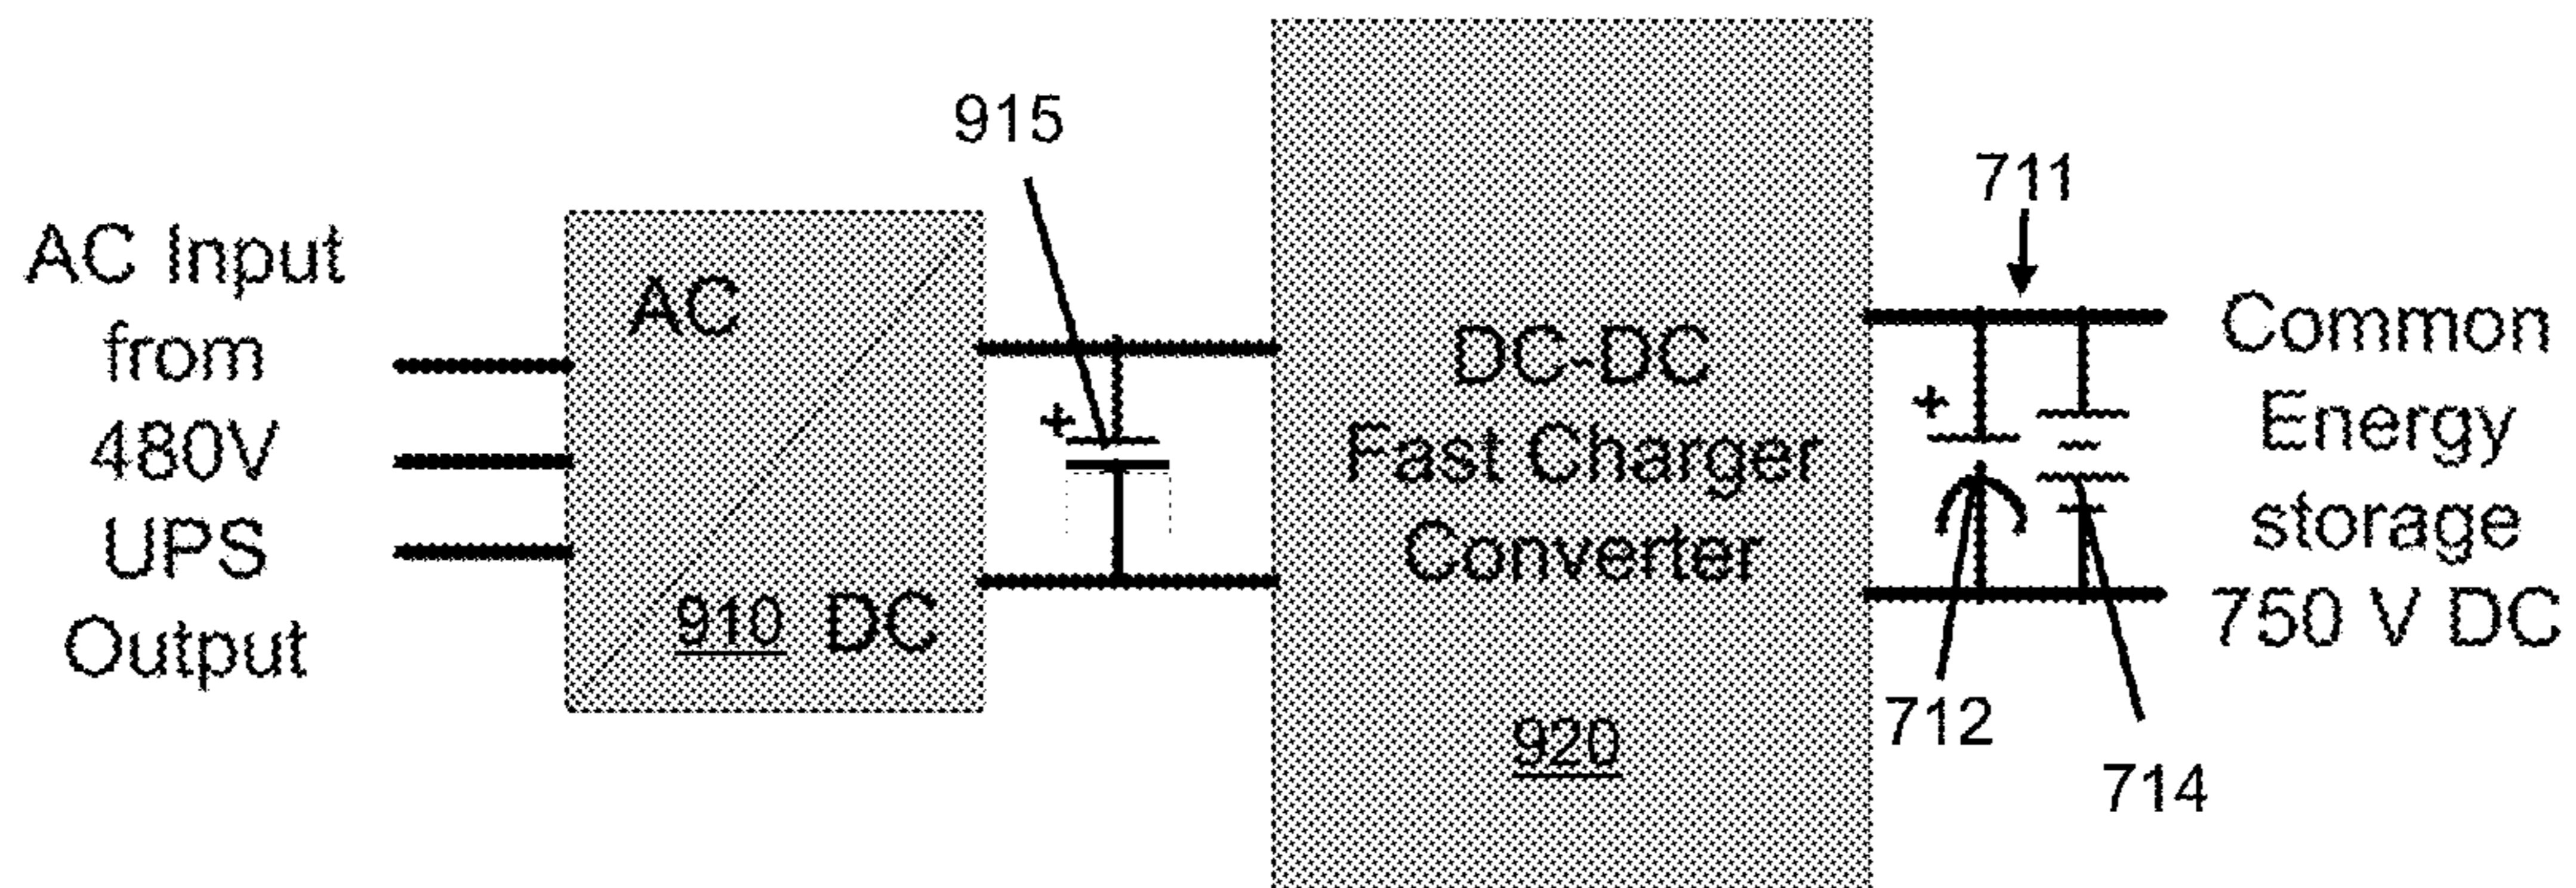 AC Input
from
480V
UPS
Output
AC
910 DC
915
+
DC-DC
Fast Charger
Converter
920
711
+
712
714
Common
Energy
storage
750 V DC